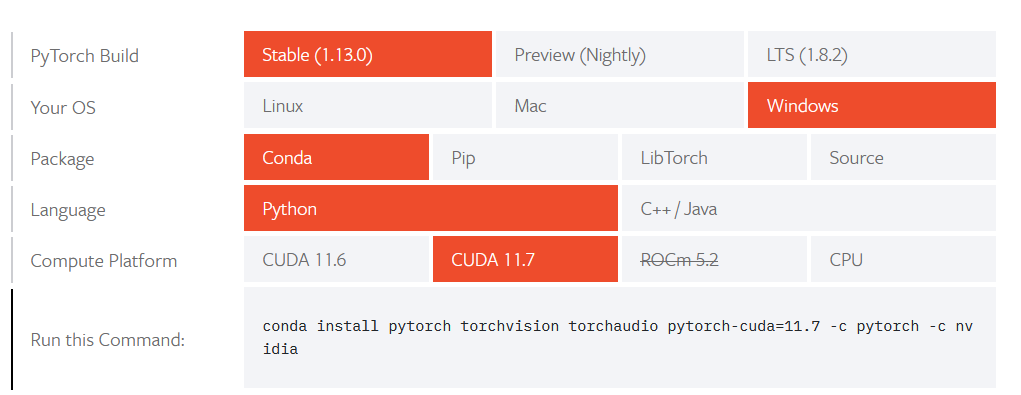 PyTorch Build Stable (1.13.0) Preview (Nightly) LTS (1.8.2)
Your OS Linux Mac Windows
Package Conda Pip LibTorch Source
Language Python C++ / Java
Compute Platform CUDA 11.6 CUDA 11.7 ROCm 5.2 CPU
Run this Command: conda install pytorch torchvision torchaudio pytorch-cuda=11.7 -c pytorch -c nv
idia